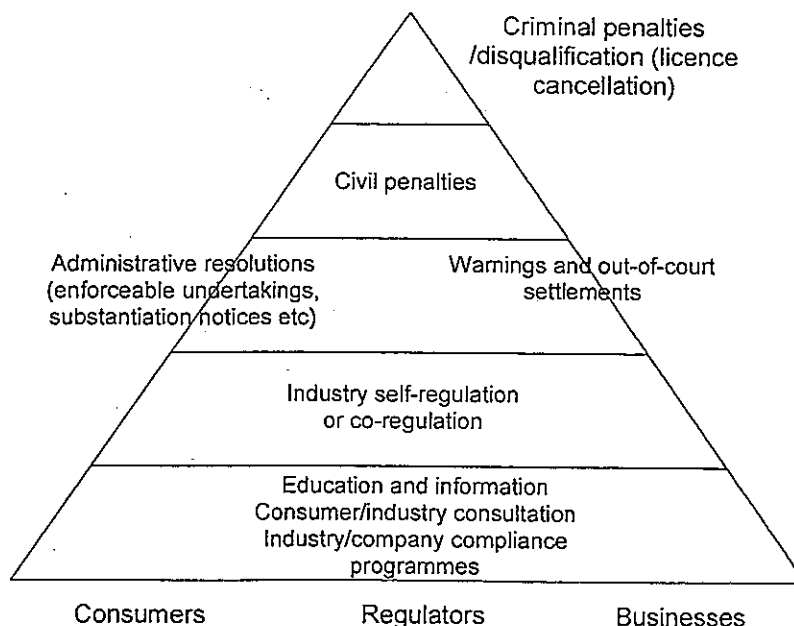 Criminal penalties
/disqualification (licence
cancellation)
Civil penalties
Administrative resolutions
(enforceable undertakings,
substantiation notices etc)
Warnings and out-of-court
settlements
Industry self-regulation
or co-regulation
Education and information
Consumer/industry consultation
Industry/company compliance
programmes
Consumers
Regulators
Businesses